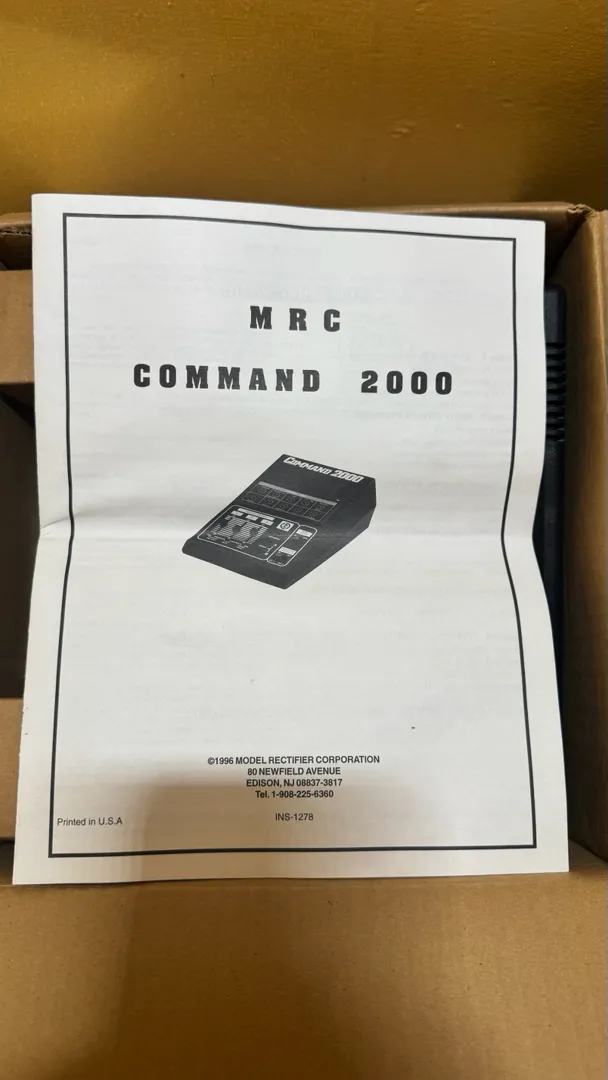 MRC
COMMAND 2000
COMMAND 2000
©1996 MODEL RECTIFIER CORPORATION
80 NEWFIELD AVENUE
EDISON, NJ 08837-3817
Tel. 1-908-225-6360
Printed in U.S.A
INS-1278